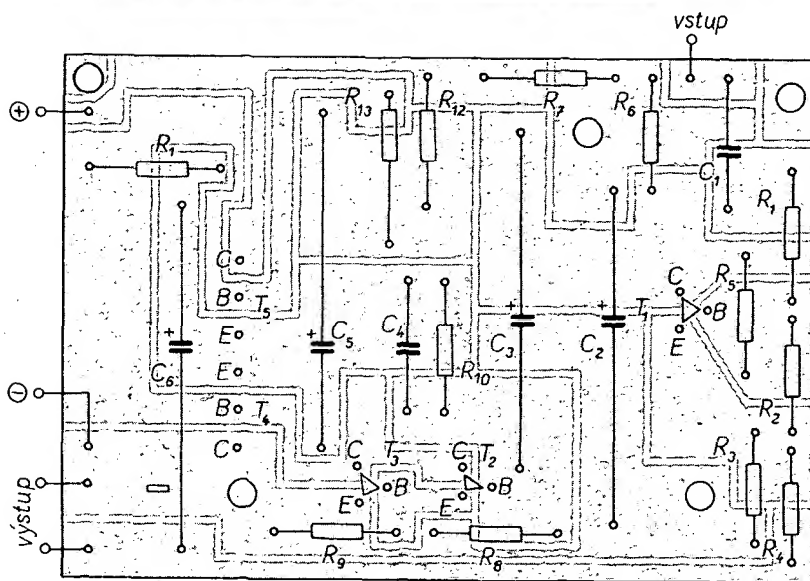 vstup
+
R13
R12
R7
R6
R1
C1
R1
C
B
T5
E
+
C6
E
B
T4
C
+
C5
C4
R10
+
C3
+
C2
C
T1
B
E
R5
R2
−
C
T3
B
E
C
T2
B
E
R3
výstup
R9
R8
R4